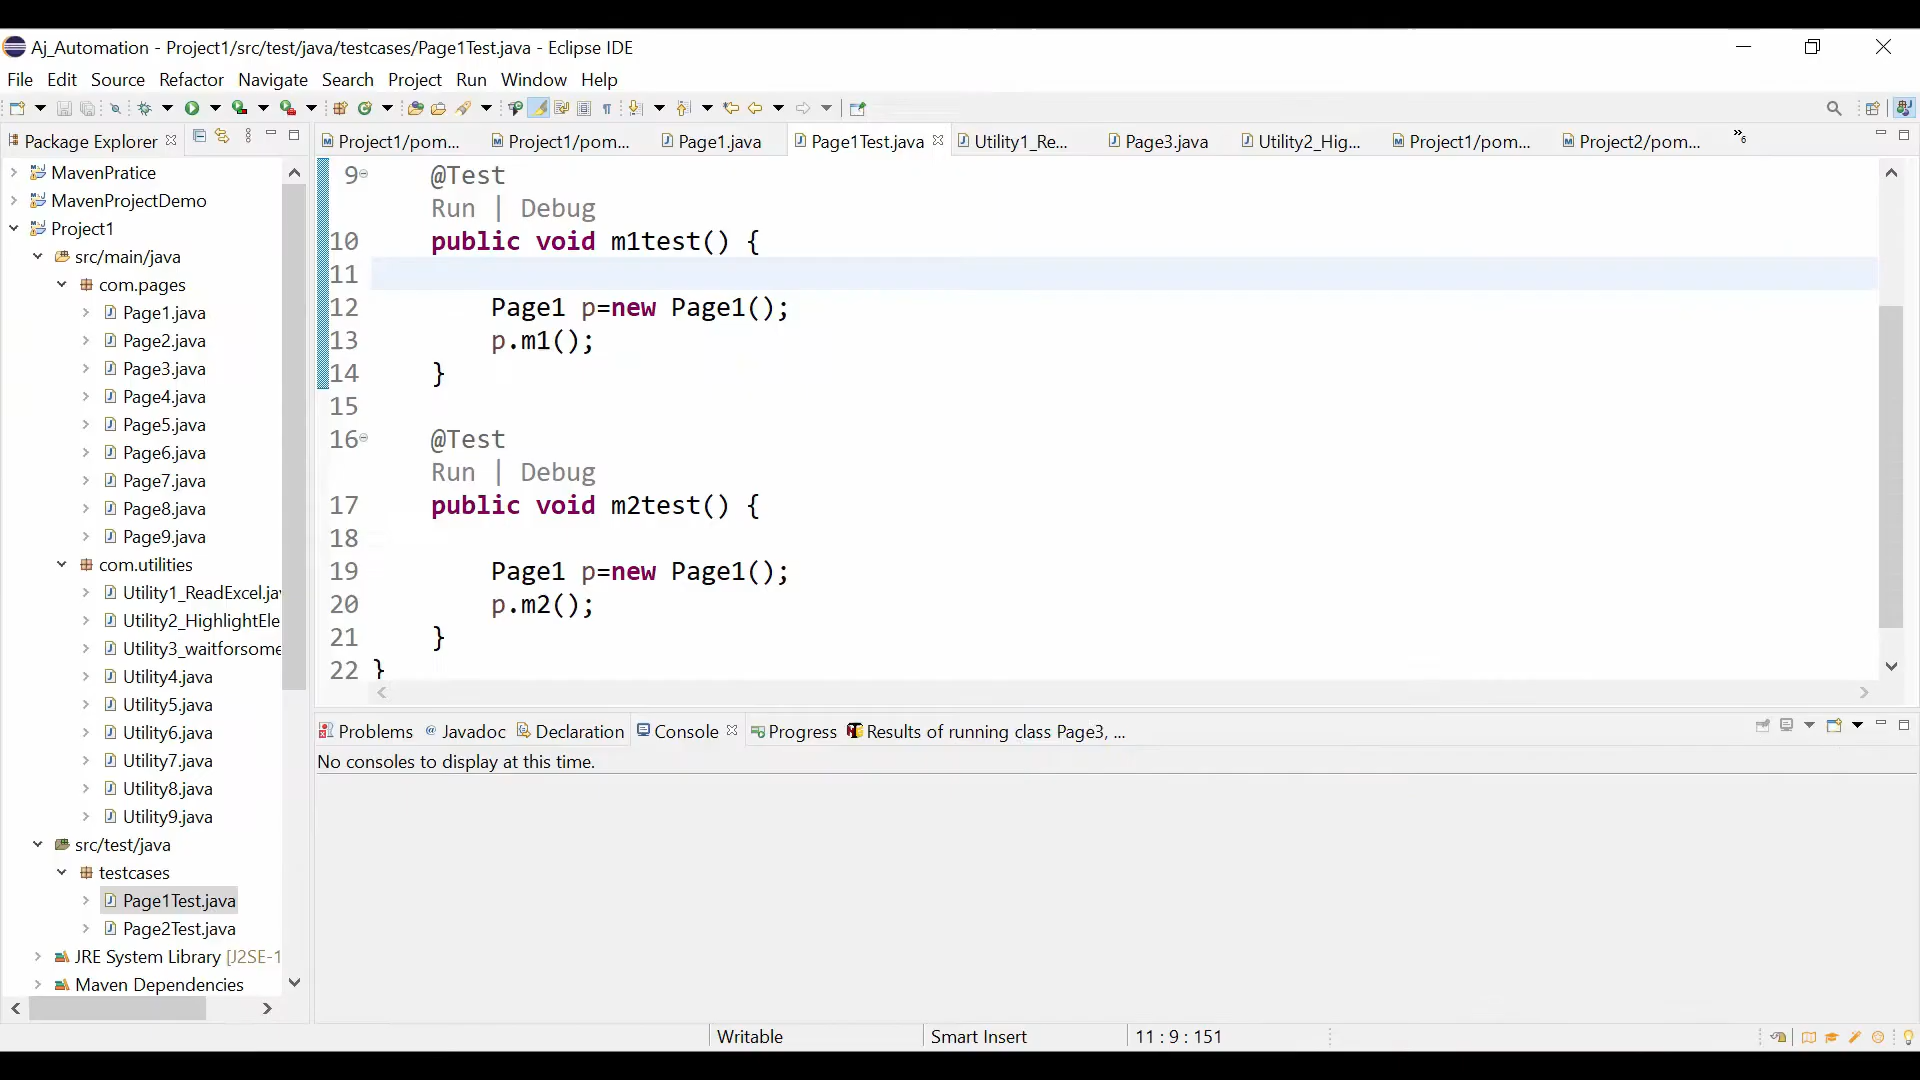 Aj_Automation - Project1/src/test/java/testcases/Page1Test.java - Eclipse IDE
File Edit Source Refactor Navigate Search Project Run Window Help
Package Explorer
Project1/pom...
Project1/pom...
Page1.java
Page1Test.java
Utility1_Re...
Page3.java
Utility2_Hig...
Project1/pom...
Project2/pom...
»6
MavenPratice
MavenProjectDemo
Project1
src/main/java
com.pages
Page1.java
Page2.java
Page3.java
Page4.java
Page5.java
Page6.java
Page7.java
Page8.java
Page9.java
com.utilities
Utility1_ReadExcel.jav
Utility2_HighlightEle
Utility3_waitforsome
Utility4.java
Utility5.java
Utility6.java
Utility7.java
Utility8.java
Utility9.java
src/test/java
testcases
Page1Test.java
Page2Test.java
JRE System Library [J2SE-1
Maven Dependencies
9 @Test
Run | Debug
10 public void m1test() {
11
12 Page1 p=new Page1();
13 p.m1();
14 }
15
16 @Test
Run | Debug
17 public void m2test() {
18
19 Page1 p=new Page1();
20 p.m2();
21 }
22 }
Problems @ Javadoc Declaration Console Progress Results of running class Page3, ...
No consoles to display at this time.
Writable Smart Insert 11 : 9 : 151